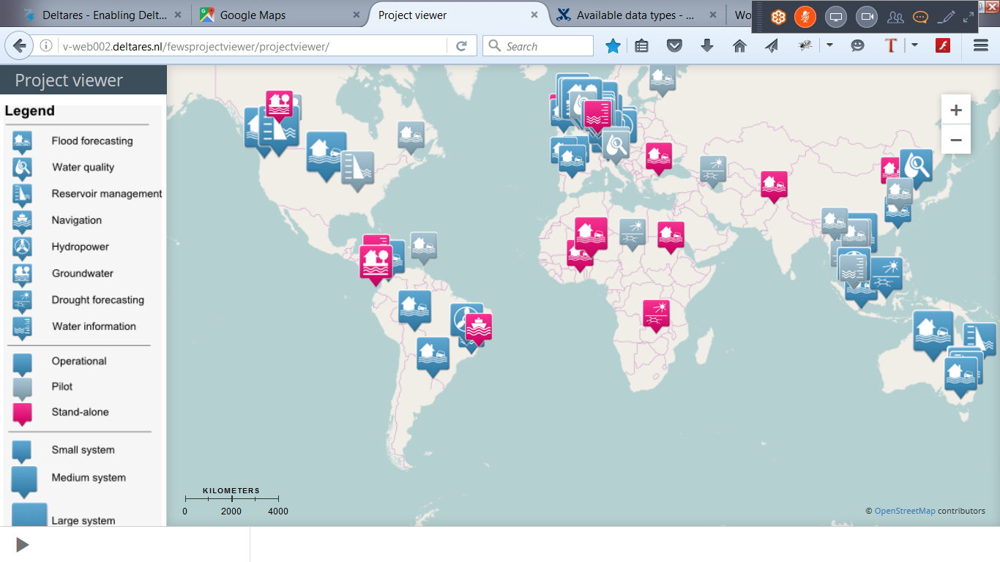 Deltares - Enabling Delt...
Google Maps
Project viewer
Available data types - ...
Wo
v-web002.deltares.nl/fewsprojectviewer/projectviewer/
Search
Project viewer
Legend
Flood forecasting
Water quality
Reservoir management
Navigation
Hydropower
Groundwater
Drought forecasting
Water information
Operational
Pilot
Stand-alone
Small system
Medium system
Large system
+
−
KILOMETERS
0 2000 4000
© OpenStreetMap contributors